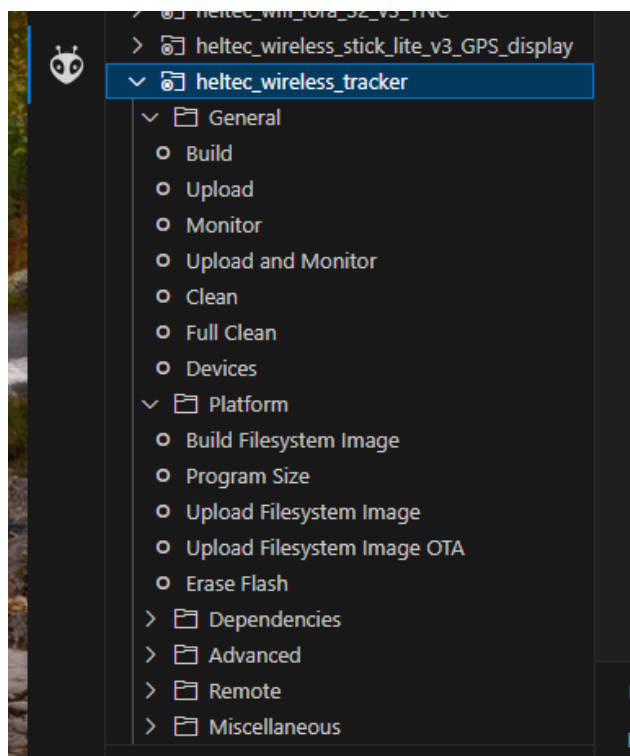 heltec_wifi_lora_32_v3_TNC
heltec_wireless_stick_lite_v3_GPS_display
heltec_wireless_tracker
General
Build
Upload
Monitor
Upload and Monitor
Clean
Full Clean
Devices
Platform
Build Filesystem Image
Program Size
Upload Filesystem Image
Upload Filesystem Image OTA
Erase Flash
Dependencies
Advanced
Remote
Miscellaneous